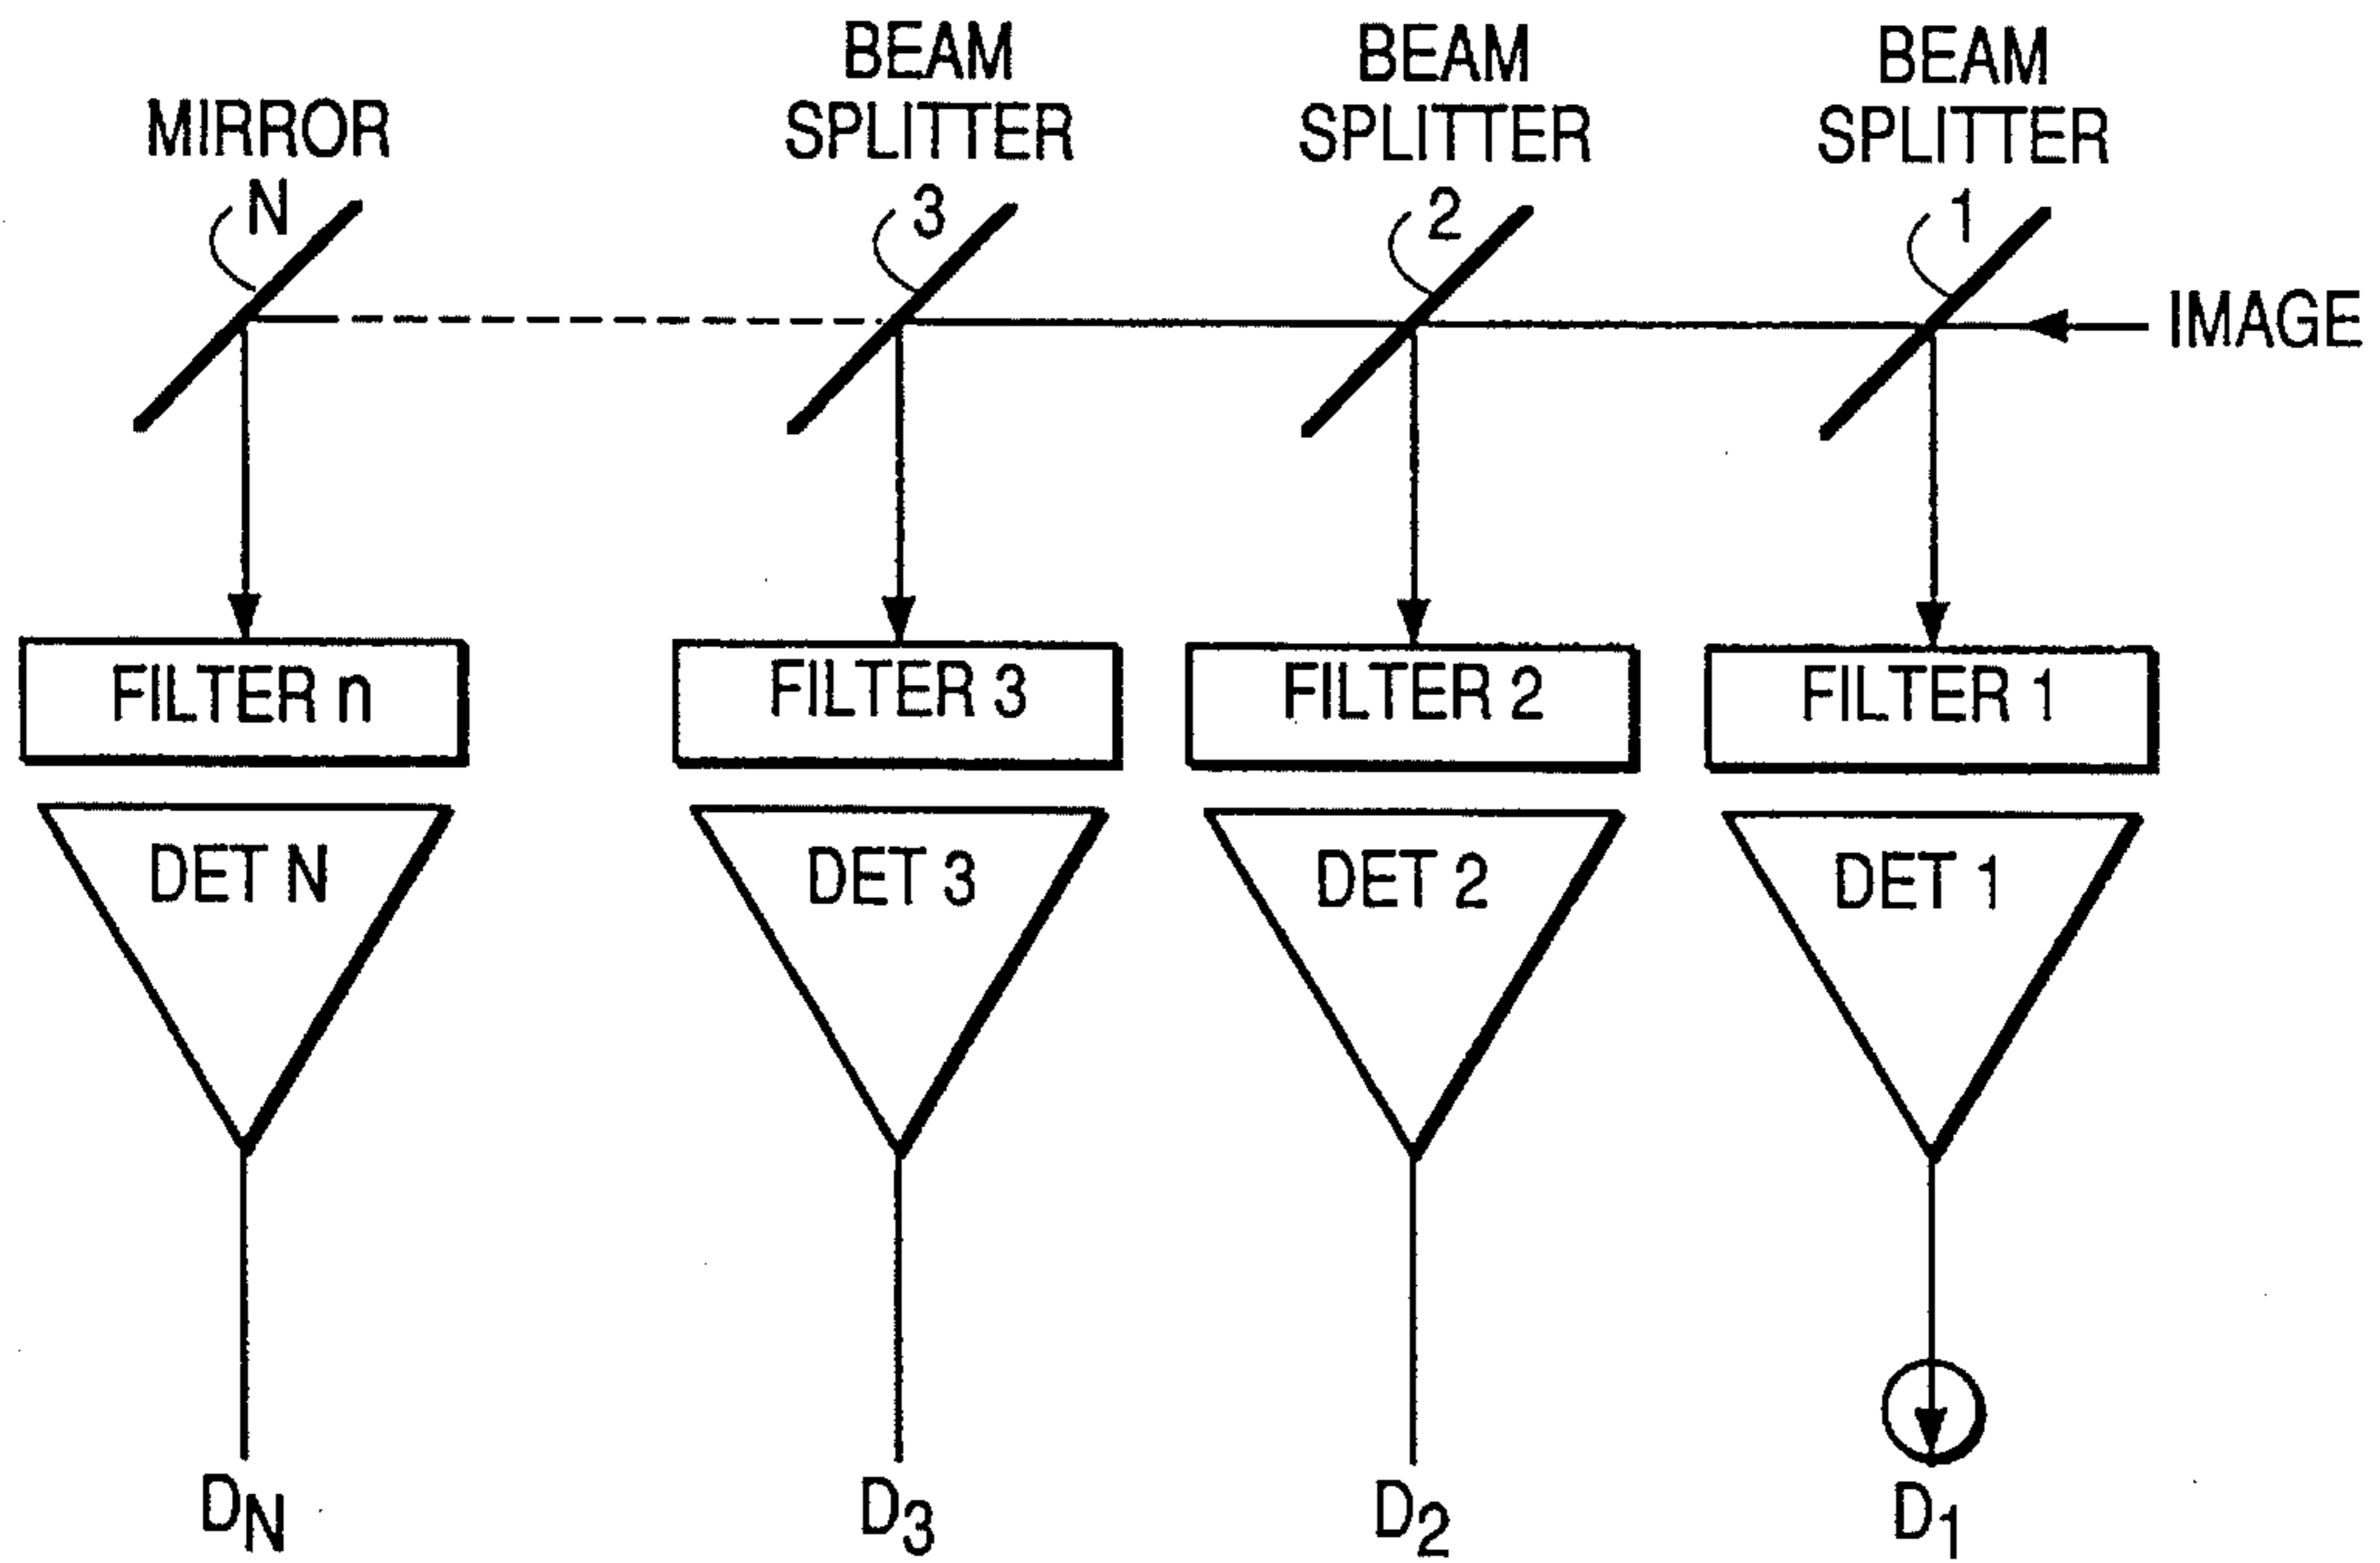 MIRROR
N
BEAM
SPLITTER
3
BEAM
SPLITTER
2
BEAM
SPLITTER
1
IMAGE
FILTER n
FILTER 3
FILTER 2
FILTER 1
DET N
DET 3
DET 2
DET 1
DN
D3
D2
D1